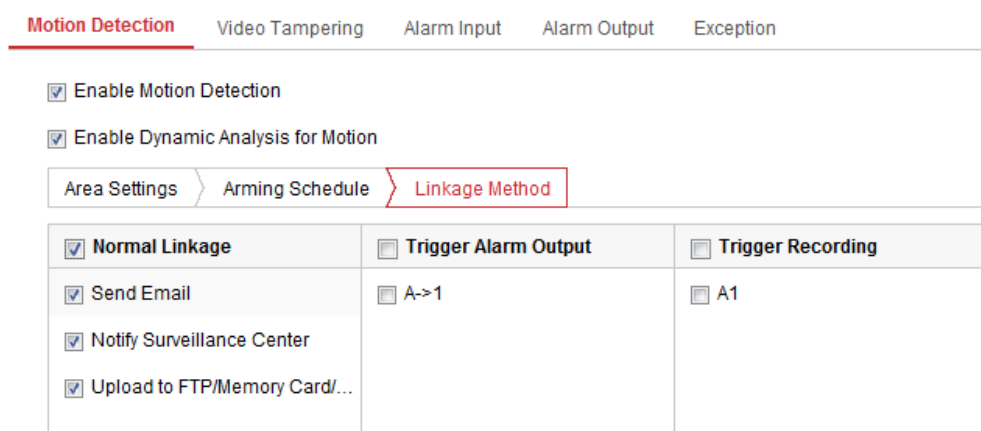 Motion Detection Video Tampering Alarm Input Alarm Output Exception
Enable Motion Detection
Enable Dynamic Analysis for Motion
Area Settings Arming Schedule Linkage Method
Normal Linkage Trigger Alarm Output Trigger Recording
Send Email A->1 A1
Notify Surveillance Center
Upload to FTP/Memory Card/...